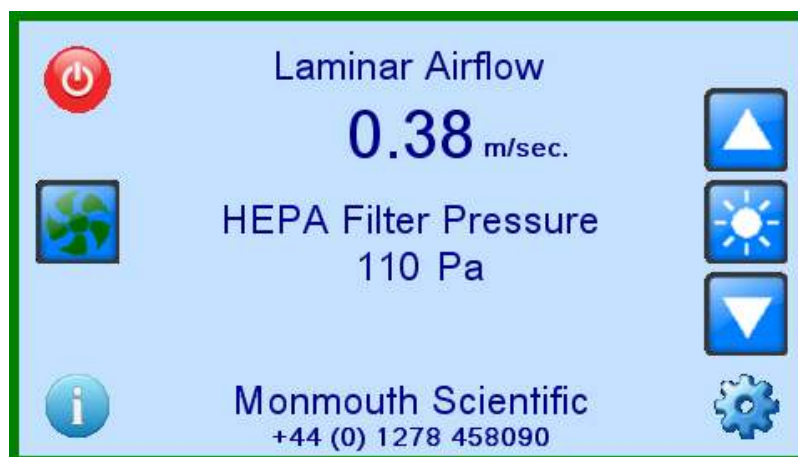 Laminar Airflow
0.38 m/sec.
HEPA Filter Pressure
110 Pa
i
Monmouth Scientific
+44 (0) 1278 458090